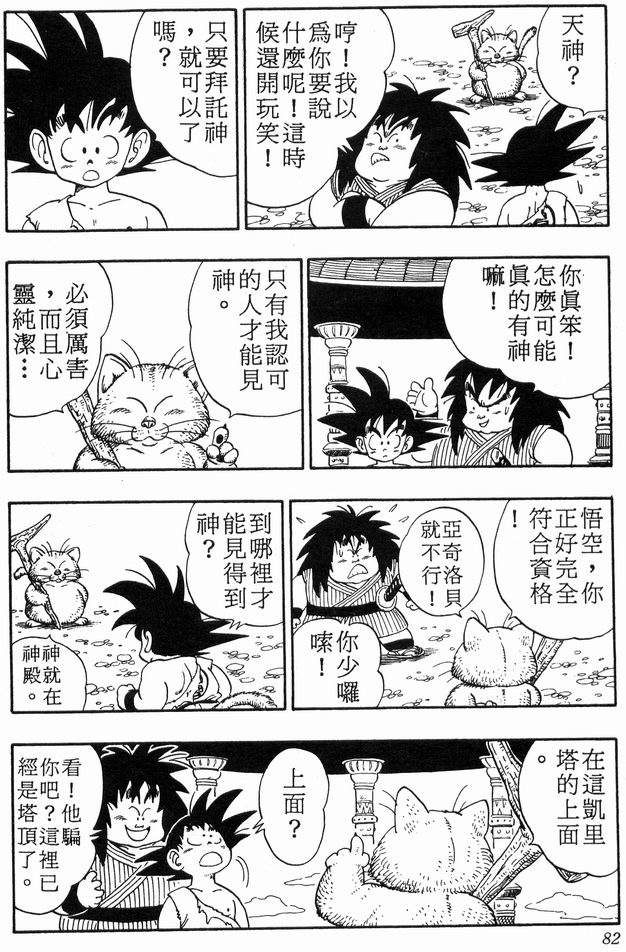 天神？
哼！我以
爲你要說
什麼呢！這時
候還開玩笑！
只要拜託神
，就可以了
嗎？
你眞笨！
怎麼可能
眞的有神
嘛！
只有我認可
的人才能見
神。
必須厲害
，而且心
靈純潔…
悟空，你
正好完全
符合資格
！
亞奇洛貝
就不行！
你少囉
嗦！
到哪裡才
能見得到
神？
神就在
神殿。
在這凱里
塔的上面
。
上面？
看！他騙
你吧？這裡已
經是塔頂了。
82